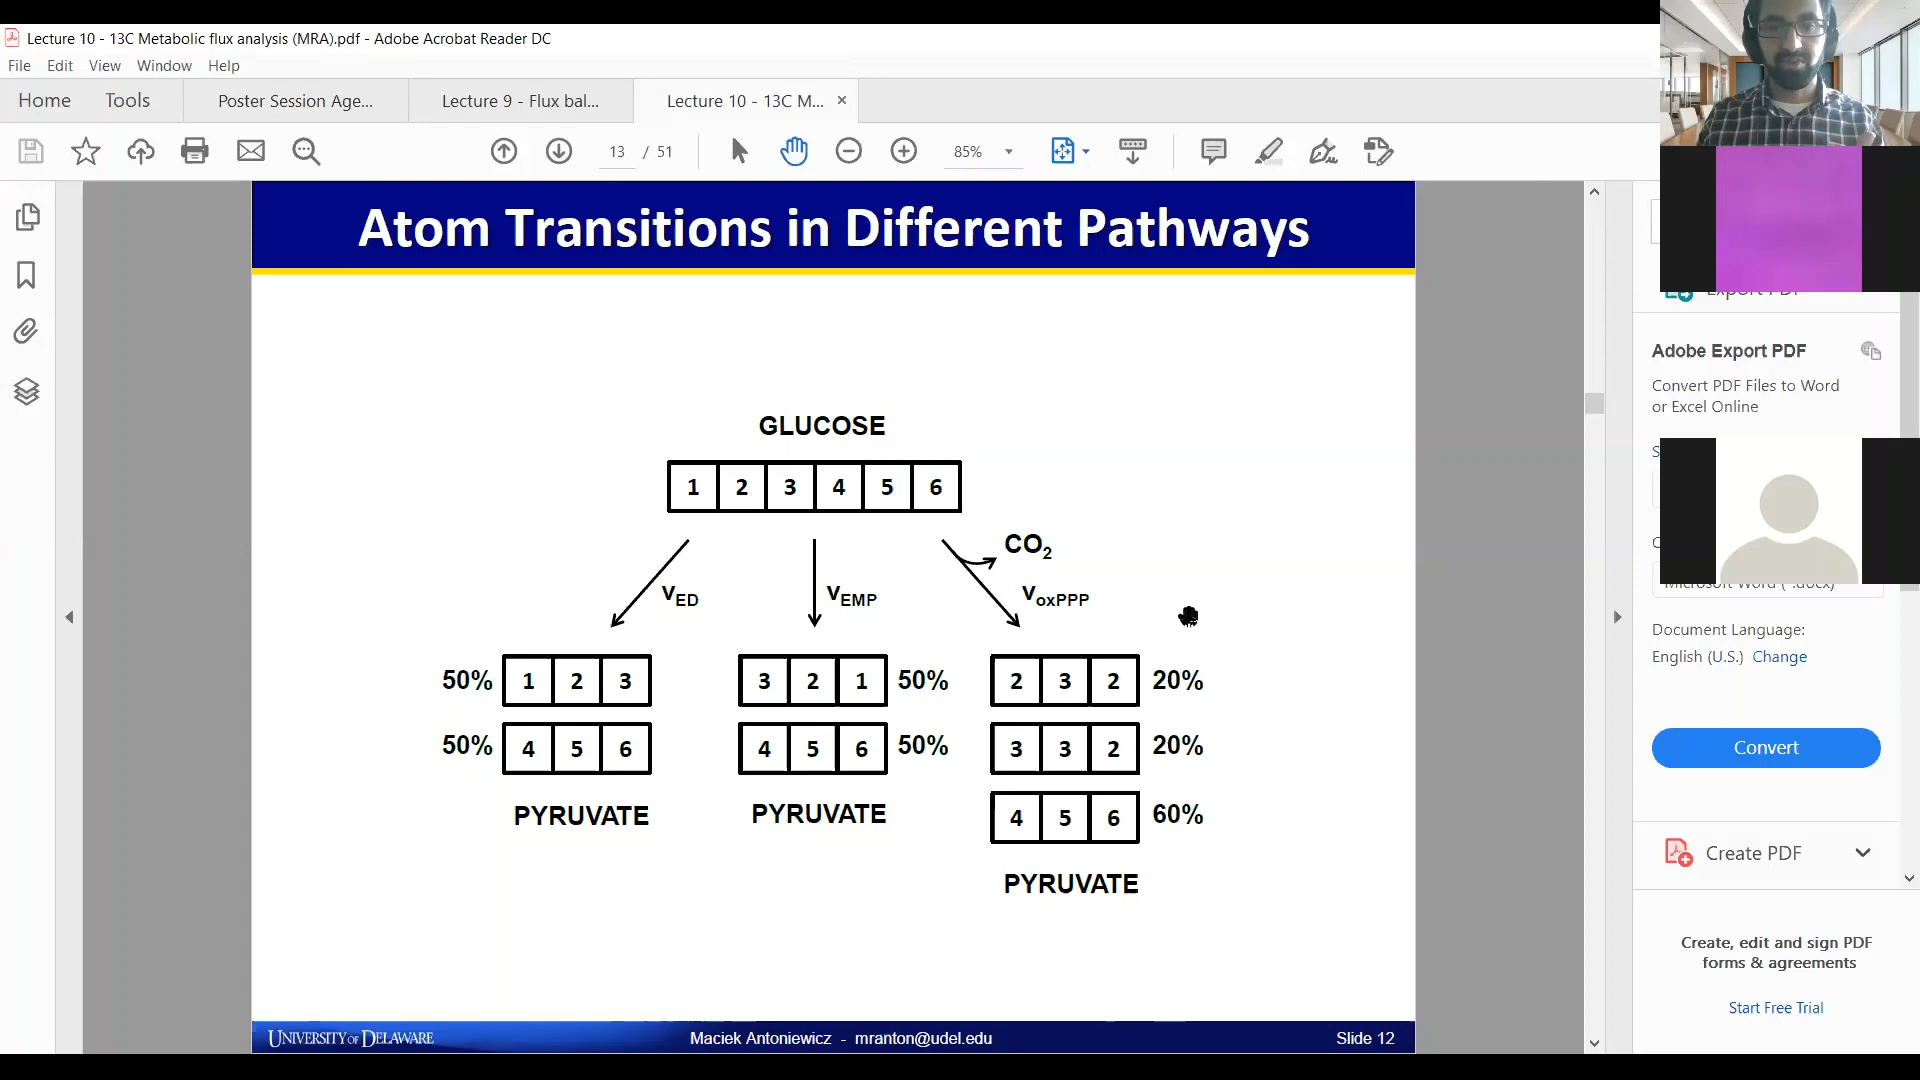 Lecture 10 - 13C Metabolic flux analysis (MRA).pdf - Adobe Acrobat Reader DC
File Edit View Window Help
Home Tools Poster Session Age... Lecture 9 - Flux bal... Lecture 10 - 13C M... ×
13 / 51 85%
Atom Transitions in Different Pathways
GLUCOSE
1 2 3 4 5 6
CO2
vED vEMP voxPPP
50% 1 2 3 3 2 1 50% 2 3 2 20%
50% 4 5 6 4 5 6 50% 3 3 2 20%
PYRUVATE PYRUVATE 4 5 6 60%
PYRUVATE
UNIVERSITY OF DELAWARE Maciek Antoniewicz - mranton@udel.edu Slide 12
Export PDF
Adobe Export PDF
Convert PDF Files to Word
or Excel Online
Microsoft Word (*.docx)
Document Language:
English (U.S.) Change
Convert
Create PDF
Create, edit and sign PDF
forms & agreements
Start Free Trial